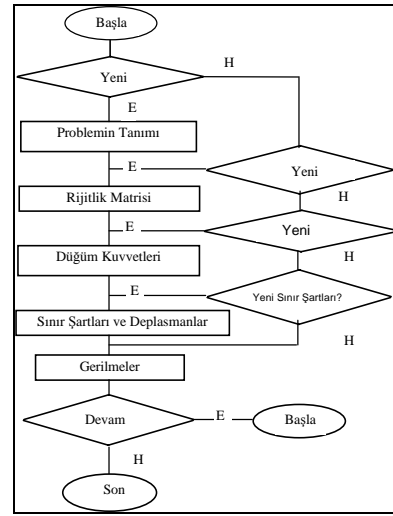 Başla
Yeni
H
E
Problemin Tanımı
E
Yeni
Rijitlik Matrisi
H
E
Yeni
Düğüm Kuvvetleri
H
E
Yeni Sınır Şartları?
Sınır Şartları ve Deplasmanlar
H
Gerilmeler
Devam
E
Başla
H
Son